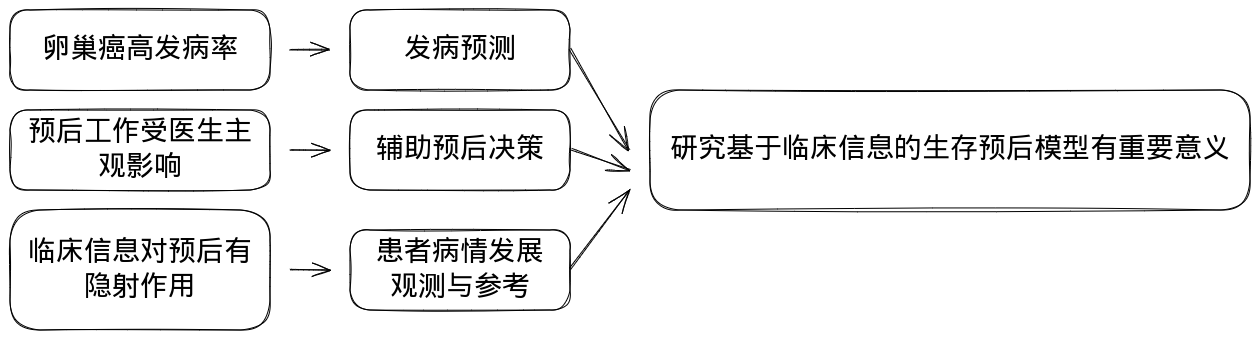 卵巢癌高发病率
发病预测
预后工作受医生主
观影响
辅助预后决策
研究基于临床信息的生存预后模型有重要意义
临床信息对预后有
隐射作用
患者病情发展
观测与参考